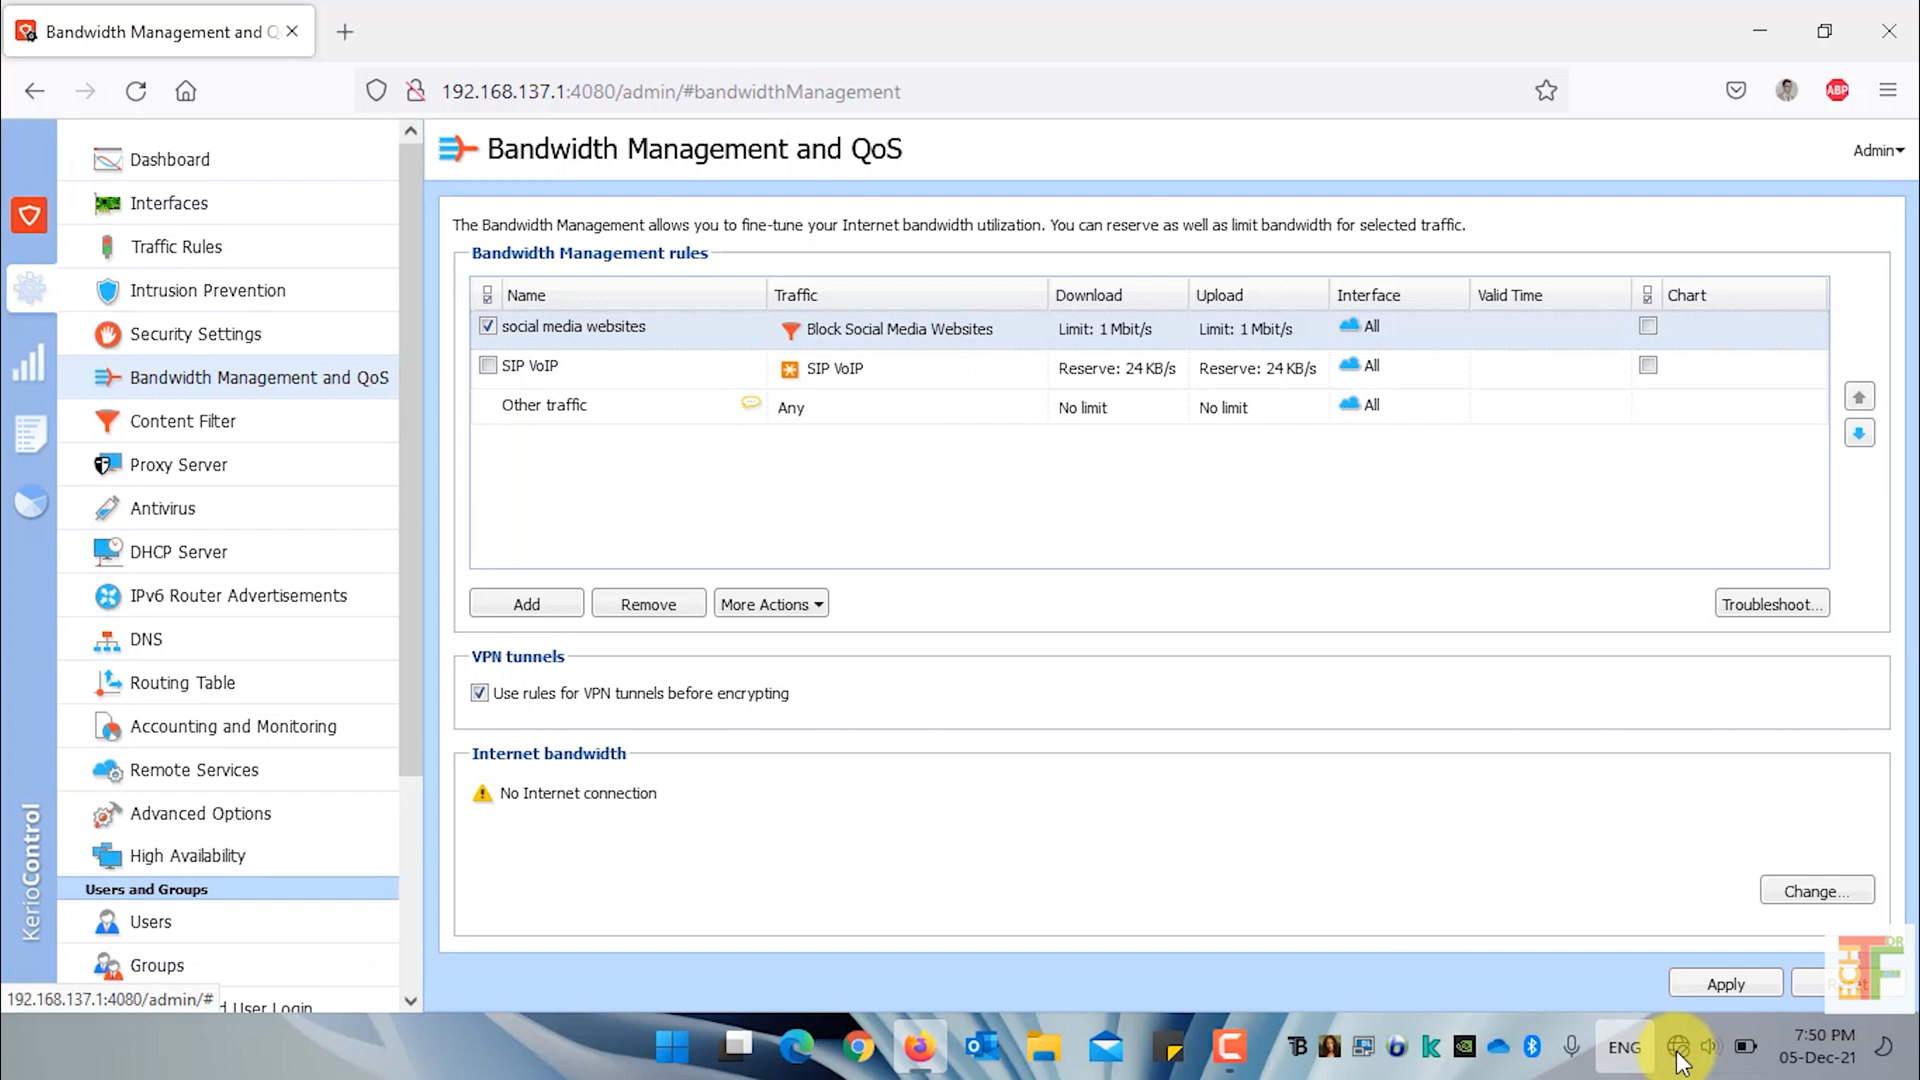 Bandwidth Management and Q
192.168.137.1:4080/admin/#bandwidthManagement
ABP
Dashboard
Interfaces
Traffic Rules
Intrusion Prevention
Security Settings
Bandwidth Management and QoS
Content Filter
Proxy Server
Antivirus
DHCP Server
IPv6 Router Advertisements
DNS
Routing Table
Accounting and Monitoring
Remote Services
Advanced Options
High Availability
Users and Groups
Users
Groups
d User Login
KerioControl
192.168.137.1:4080/admin/#
Bandwidth Management and QoS
Admin
The Bandwidth Management allows you to fine-tune your Internet bandwidth utilization. You can reserve as well as limit bandwidth for selected traffic.
Bandwidth Management rules
Name Traffic Download Upload Interface Valid Time Chart
social media websites Block Social Media Websites Limit: 1 Mbit/s Limit: 1 Mbit/s All
SIP VoIP SIP VoIP Reserve: 24 KB/s Reserve: 24 KB/s All
Other traffic Any No limit No limit All
Add Remove More Actions Troubleshoot...
VPN tunnels
Use rules for VPN tunnels before encrypting
Internet bandwidth
No Internet connection
Change...
Apply
TECH FOR
ENG
7:50 PM
05-Dec-21